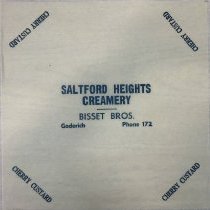 CHERRY CUSTARD
CHERRY CUSTARD
SALTFORD HEIGHTS
CREAMERY
BISSET BROS.
Goderich Phone 172
CHERRY CUSTARD
CHERRY CUSTARD